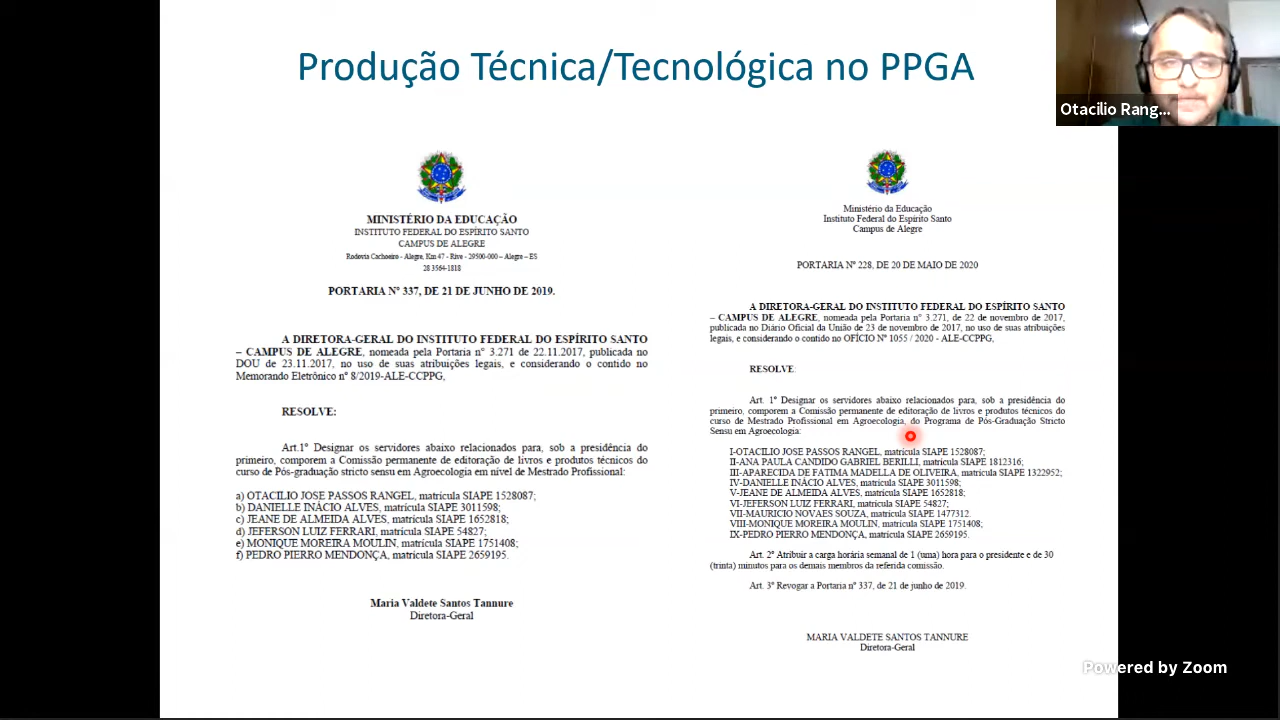 Produção Técnica/Tecnológica no PPGA
Otacilio Rang...
MINISTÉRIO DA EDUCAÇÃO
INSTITUTO FEDERAL DO ESPÍRITO SANTO
CAMPUS DE ALEGRE
Rodovia Cachoeiro - Alegre, Km 47 - Rive - 29500-000 – Alegre – ES
28 3564-1818
PORTARIA Nº 337, DE 21 DE JUNHO DE 2019.
A DIRETORA-GERAL DO INSTITUTO FEDERAL DO ESPÍRITO SANTO
– CAMPUS DE ALEGRE, nomeada pela Portaria nº 3.271 de 22.11.2017, publicada no
DOU de 23.11.2017, no uso de suas atribuições legais, e considerando o contido no
Memorando Eletrônico nº 8/2019-ALE-CCPPG,
RESOLVE:
Art.1º Designar os servidores abaixo relacionados para, sob a presidência do
primeiro, comporem a Comissão permanente de editoração de livros e produtos técnicos do
curso de Pós-graduação stricto sensu em Agroecologia em nível de Mestrado Profissional:
a) OTACILIO JOSE PASSOS RANGEL, matrícula SIAPE 1528087;
b) DANIELLE INÁCIO ALVES, matrícula SIAPE 3011598;
c) JEANE DE ALMEIDA ALVES, matrícula SIAPE 1652818;
d) JEFERSON LUIZ FERRARI, matrícula SIAPE 54827;
e) MONIQUE MOREIRA MOULIN, matrícula SIAPE 1751408;
f) PEDRO PIERRO MENDONÇA, matrícula SIAPE 2659195.
Maria Valdete Santos Tannure
Diretora-Geral
Ministério da Educação
Instituto Federal do Espírito Santo
Campus de Alegre
PORTARIA Nº 228, DE 20 DE MAIO DE 2020
A DIRETORA-GERAL DO INSTITUTO FEDERAL DO ESPÍRITO SANTO
– CAMPUS DE ALEGRE, nomeada pela Portaria nº 3.271, de 22 de novembro de 2017,
publicada no Diário Oficial da União de 23 de novembro de 2017, no uso de suas atribuições
legais, e considerando o contido no OFÍCIO Nº 1055 / 2020 - ALE-CCPPG,
RESOLVE:
Art. 1º Designar os servidores abaixo relacionados para, sob a presidência do
primeiro, comporem a Comissão permanente de editoração de livros e produtos técnicos do
curso de Mestrado Profissional em Agroecologia, do Programa de Pós-Graduação Stricto
Sensu em Agroecologia:
I-OTACILIO JOSE PASSOS RANGEL, matrícula SIAPE 1528087;
II-ANA PAULA CANDIDO GABRIEL BERILLI, matrícula SIAPE 1812316;
III-APARECIDA DE FATIMA MADELLA DE OLIVEIRA, matrícula SIAPE 1322952;
IV-DANIELLE INÁCIO ALVES, matrícula SIAPE 3011598;
V-JEANE DE ALMEIDA ALVES, matrícula SIAPE 1652818;
VI-JEFERSON LUIZ FERRARI, matrícula SIAPE 54827;
VII-MAURICIO NOVAES SOUZA, matrícula SIAPE 1477312.
VIII-MONIQUE MOREIRA MOULIN, matrícula SIAPE 1751408;
IX-PEDRO PIERRO MENDONÇA, matrícula SIAPE 2659195.
Art. 2º Atribuir a carga horária semanal de 1 (uma) hora para o presidente e de 30
(trinta) minutos para os demais membros da referida comissão.
Art. 3º Revogar a Portaria nº 337, de 21 de junho de 2019.
MARIA VALDETE SANTOS TANNURE
Diretora-Geral
Powered by Zoom